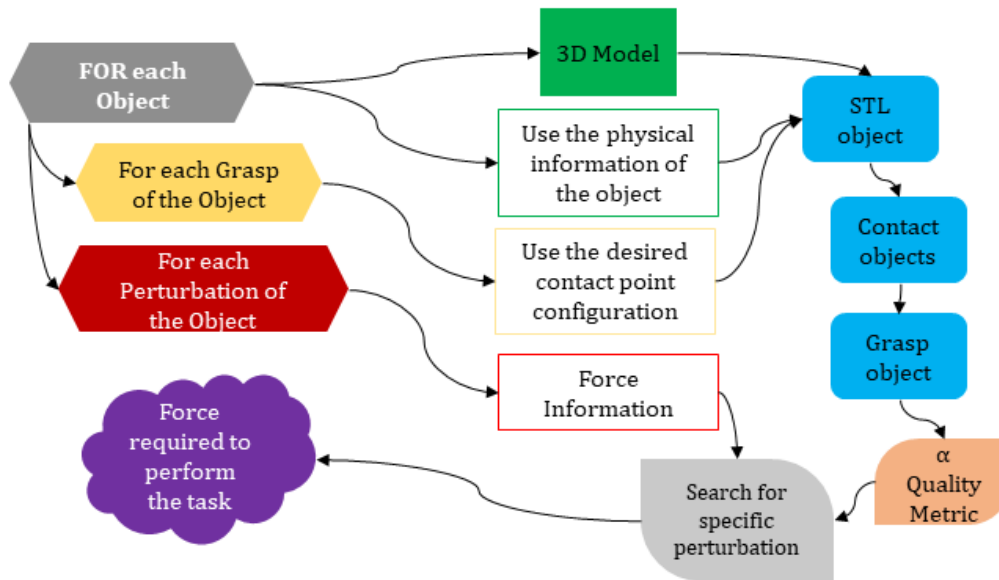 FOR each
Object
3D Model
STL
object
Use the physical
information of
the object
For each Grasp
of the Object
Contact
objects
Use the desired
contact point
configuration
For each
Perturbation of
the Object
Grasp
object
Force
Information
Force
required to
perform
the task
α
Quality
Metric
Search for
specific
perturbation